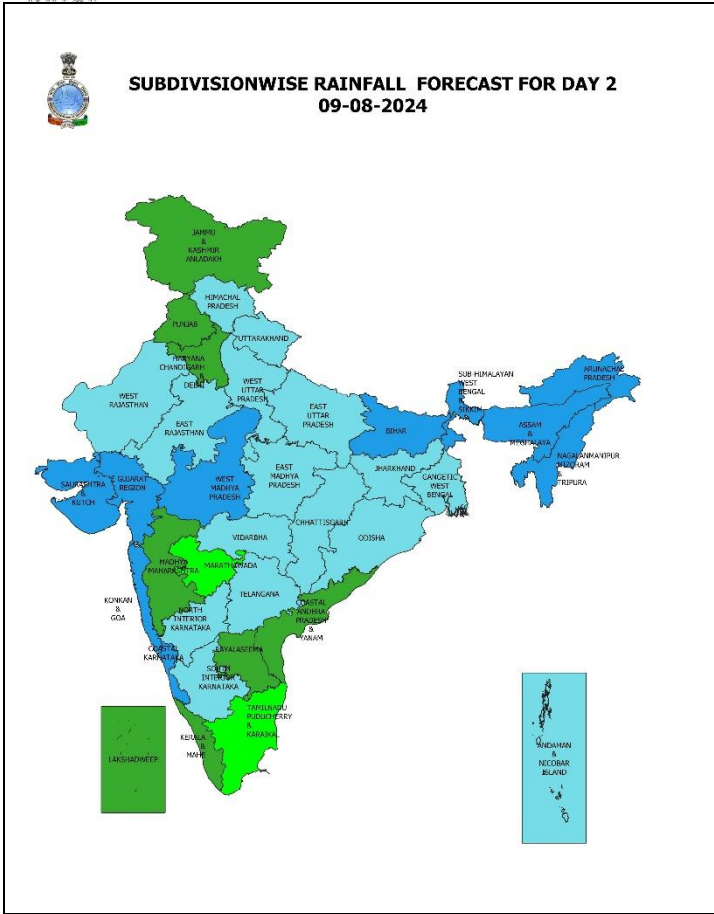 SUBDIVISIONWISE RAINFALL FORECAST FOR DAY 2
09-08-2024
JAMMU
&
KASHMIR
ANLADAKH
HIMACHAL
PRADESH
PUNJAB
UTTARAKHAND
HARYANA
CHANDIGARH
&
DELHI
WEST
UTTAR
PRADESH
WEST
RAJASTHAN
EAST
RAJASTHAN
EAST
UTTAR
PRADESH
SUB-HIMALAYAN
WEST
BENGAL
&
SIKKIM
ARUNACHAL
PRADESH
BIHAR
ASSAM
&
MEGHALAYA
NAGALANMANIPUR
MIZORAM
&
TRIPURA
SAURASHTRA
&
KUTCH
GUJARAT
REGION
WEST
MADHYA
PRADESH
EAST
MADHYA
PRADESH
JHARKHAND
GANGETIC
WEST
BENGAL
CHHATTISGARH
ODISHA
VIDARBHA
MADHYA
MAHARASHTRA
MARATHAWADA
TELANGANA
KONKAN
&
GOA
NORTH
INTERIOR
KARNATAKA
COASTAL
ANDHRA
PRADESH
&
YANAM
COASTAL
KARNATAKA
RAYALASEEMA
SOUTH
INTERIOR
KARNATAKA
TAMILNADU
PUDUCHERRY
&
KARAIKAL
KERALA
&
MAHE
LAKSHADWEEP
ANDAMAN
&
NICOBAR
ISLAND